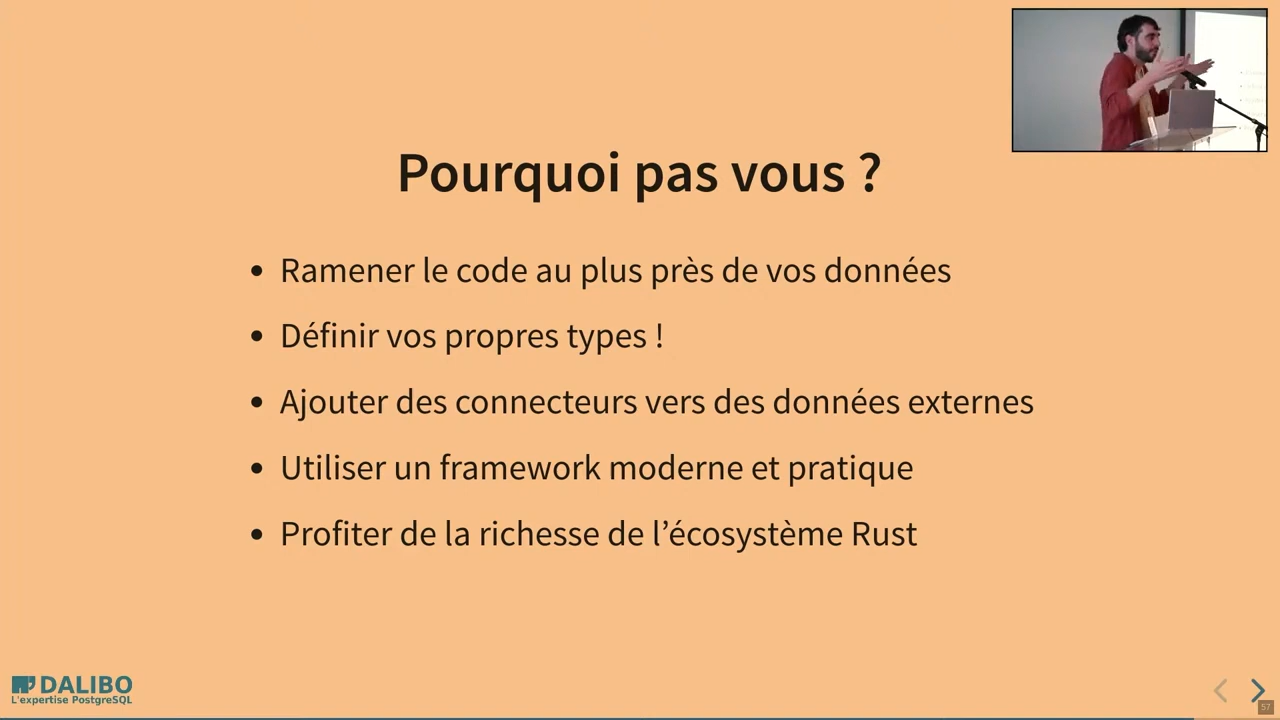 Pourquoi pas vous ?
Ramener le code au plus près de vos données
Définir vos propres types !
Ajouter des connecteurs vers des données externes
Utiliser un framework moderne et pratique
Profiter de la richesse de l’écosystème Rust
DALIBO
L'expertise PostgreSQL
57